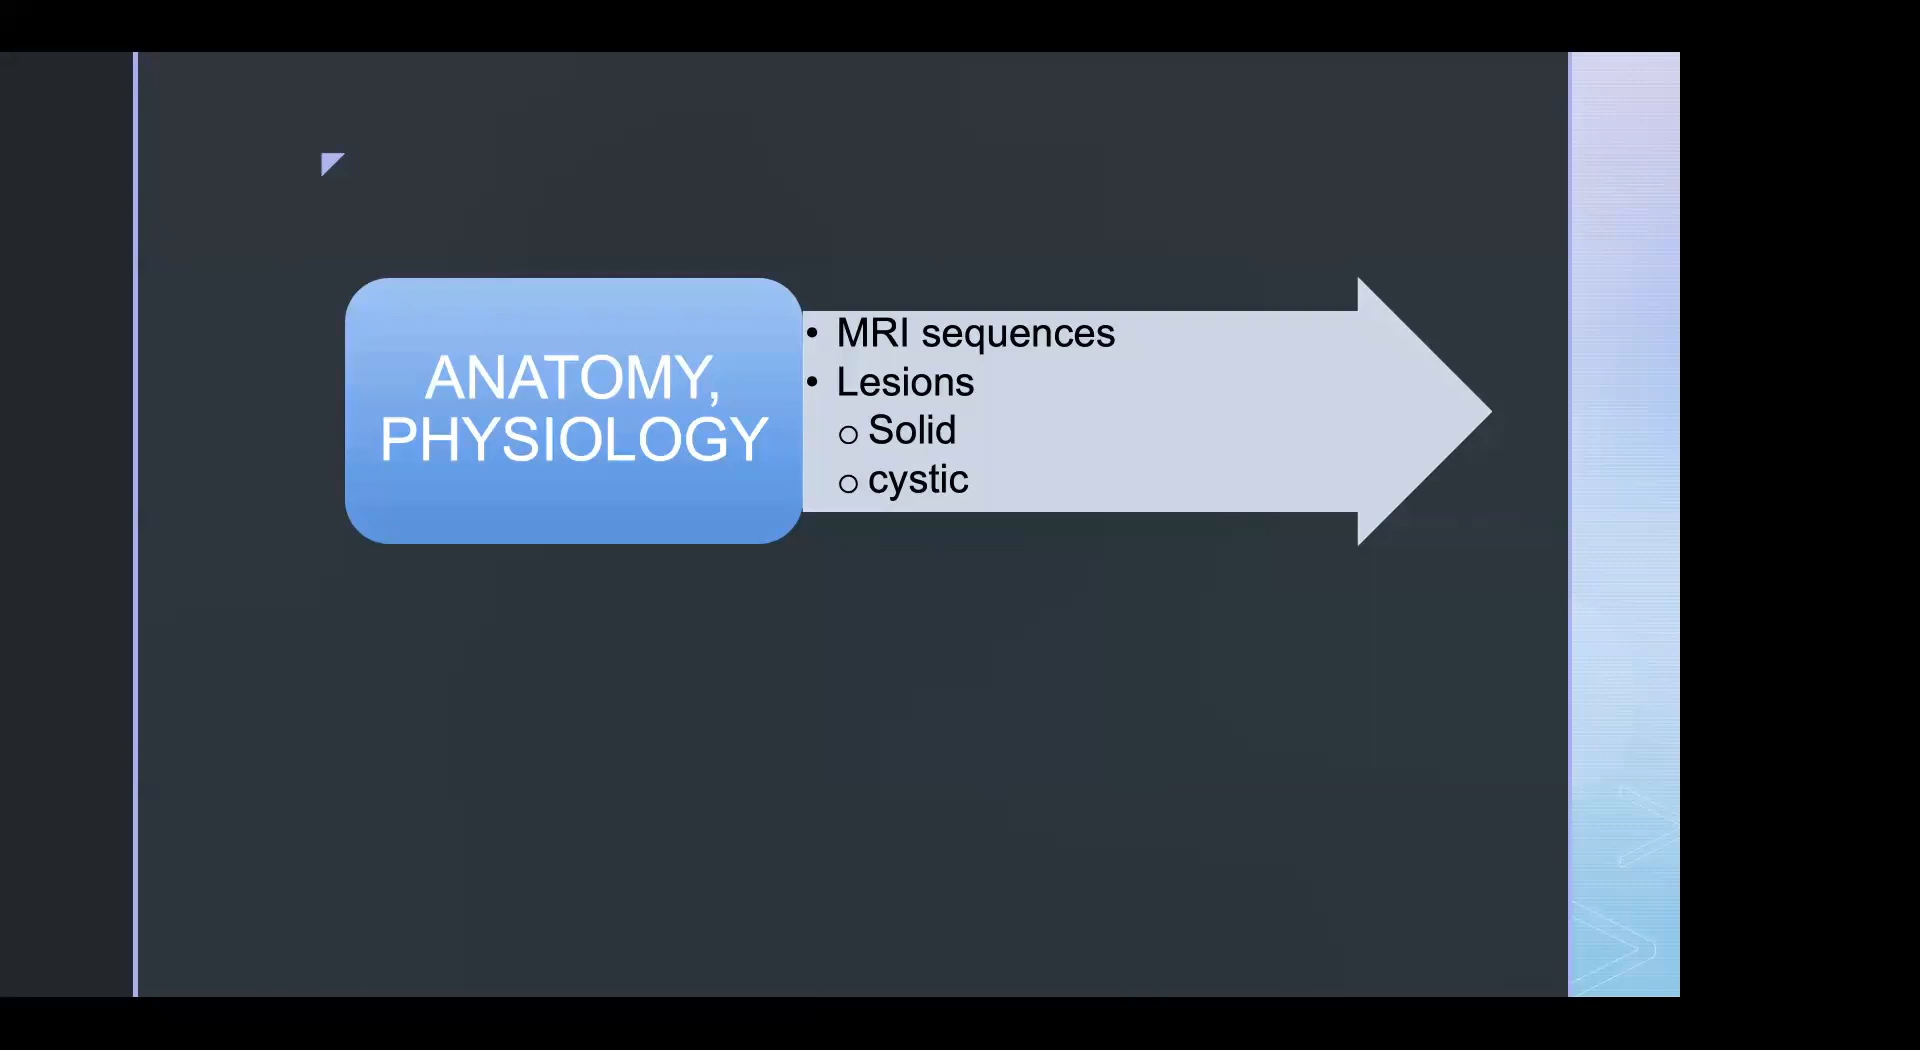 ANATOMY,
PHYSIOLOGY
• MRI sequences
• Lesions
o Solid
o cystic